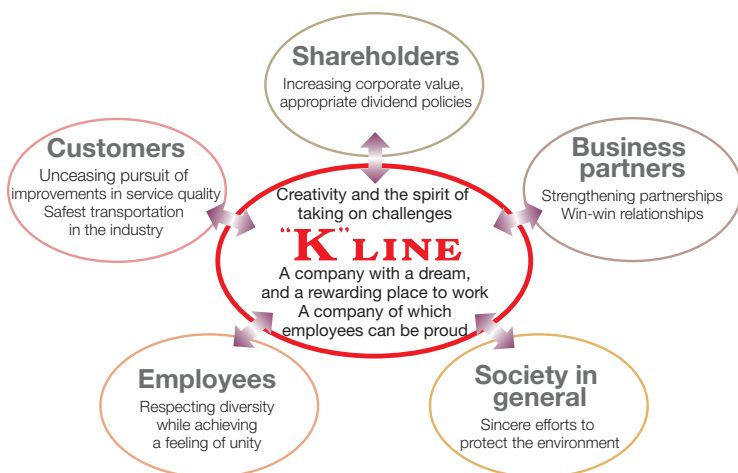 Shareholders
Increasing corporate value,
appropriate dividend policies
Customers
Unceasing pursuit of
improvements in service quality
Safest transportation
in the industry
Business
partners
Strengthening partnerships
Win-win relationships
Creativity and the spirit of
taking on challenges
"K" LINE
A company with a dream,
and a rewarding place to work
A company of which
employees can be proud
Employees
Respecting diversity
while achieving
a feeling of unity
Society in
general
Sincere efforts to
protect the environment